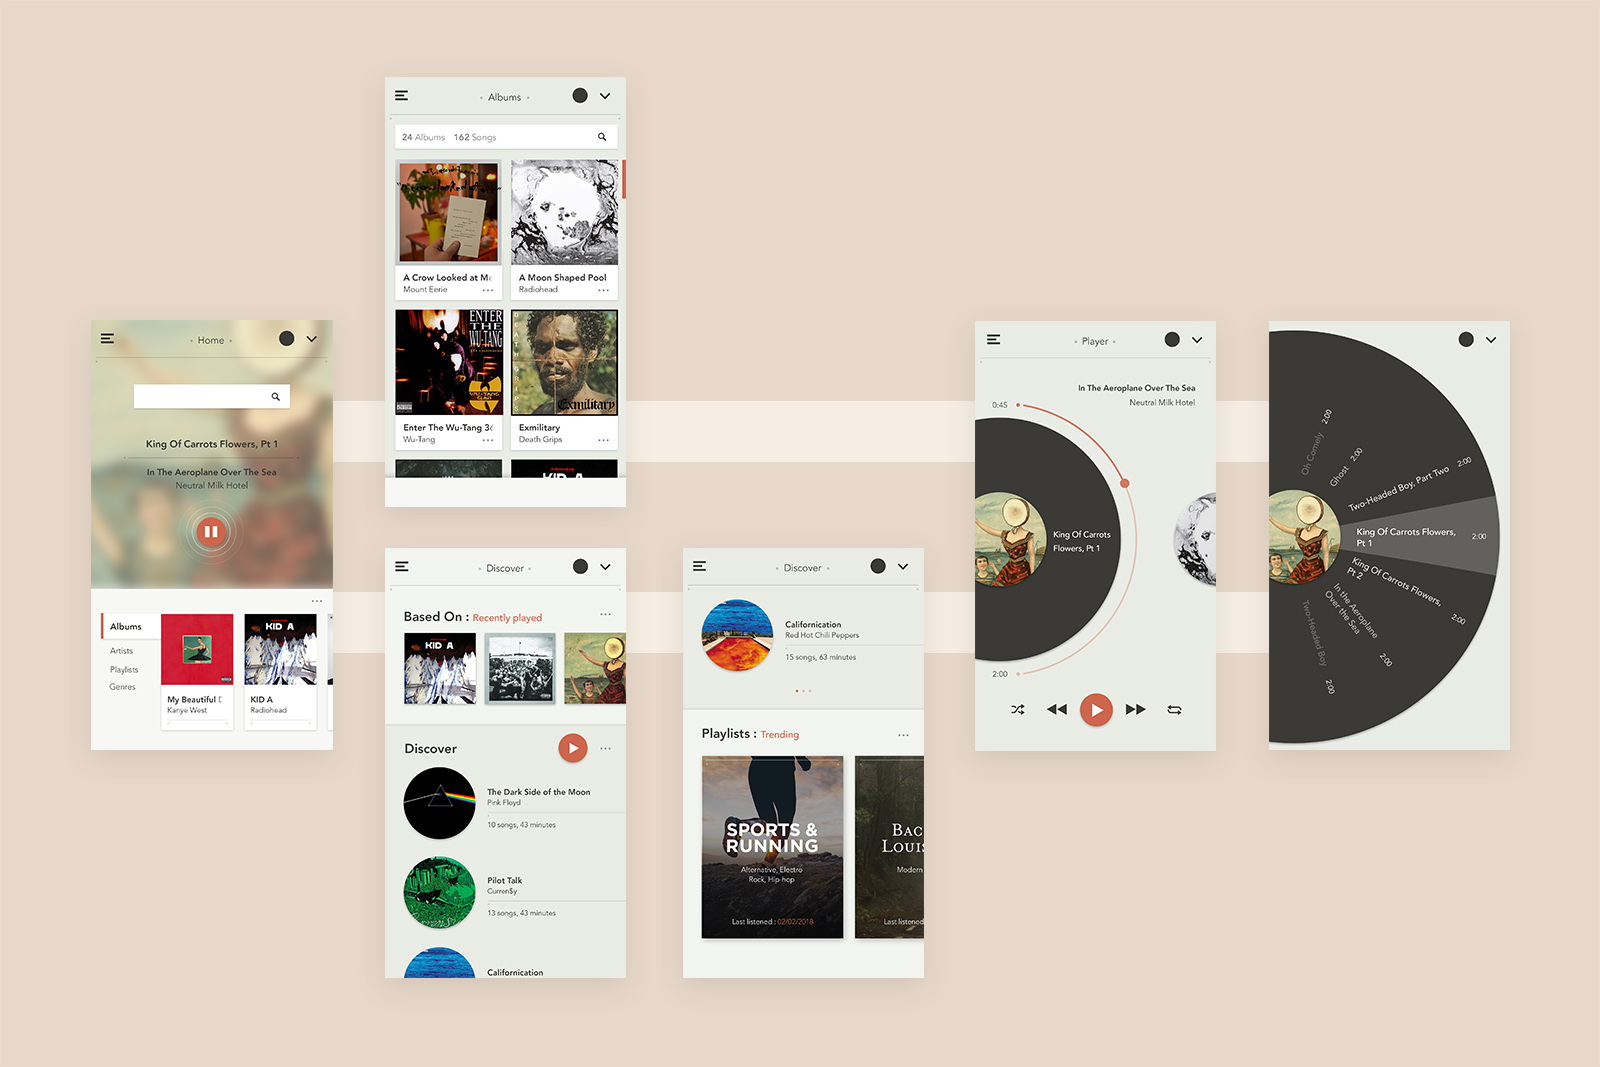 Home
King Of Carrots Flowers, Pt 1
In The Aeroplane Over The Sea
Neutral Milk Hotel
Albums
Artists
Playlists
Genres
My Beautiful D
Kanye West
KID A
KID A
Radiohead
Albums
24 Albums 162 Songs
A Crow Looked at Me
Mount Eerie
A Moon Shaped Pool
Radiohead
ENTER
THE
WU-TANG
WU-TANG
CLAN
Enter The Wu-Tang 36
Wu-Tang
Exmilitary
Exmilitary
Death Grips
KID A
Discover
Based On : Recently played
KID A
Discover
The Dark Side of the Moon
Pink Floyd
10 songs, 43 minutes
Pilot Talk
Curren$y
13 songs, 43 minutes
Californication
Discover
Californication
Red Hot Chili Peppers
15 songs, 63 minutes
Playlists : Trending
SPORTS &
RUNNING
Alternative, Electro
Rock, Hip-hop
Last listened : 02/02/2018
BAC
LOUIS
Modern
Last listened
Player
In The Aeroplane Over The Sea
Neutral Milk Hotel
0:45
King Of Carrots
Flowers, Pt 1
2:00
Oh Comely 2:00
Ghost 2:00
Two-Headed Boy, Part Two 2:00
King Of Carrots Flowers,
Pt 1 2:00
King Of Carrots Flowers,
Pt 2 2:00
In the Aeroplane
Over the Sea 2:00
Two-Headed Boy 2:00